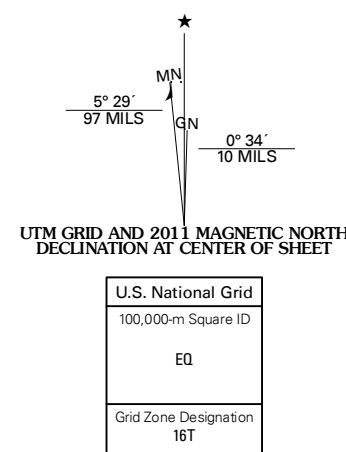 ★
MN
5° 29´
97 MILS
GN
0° 34´
10 MILS
UTM GRID AND 2011 MAGNETIC NORTH
DECLINATION AT CENTER OF SHEET
U.S. National Grid
100,000-m Square ID
EQ
Grid Zone Designation
16T